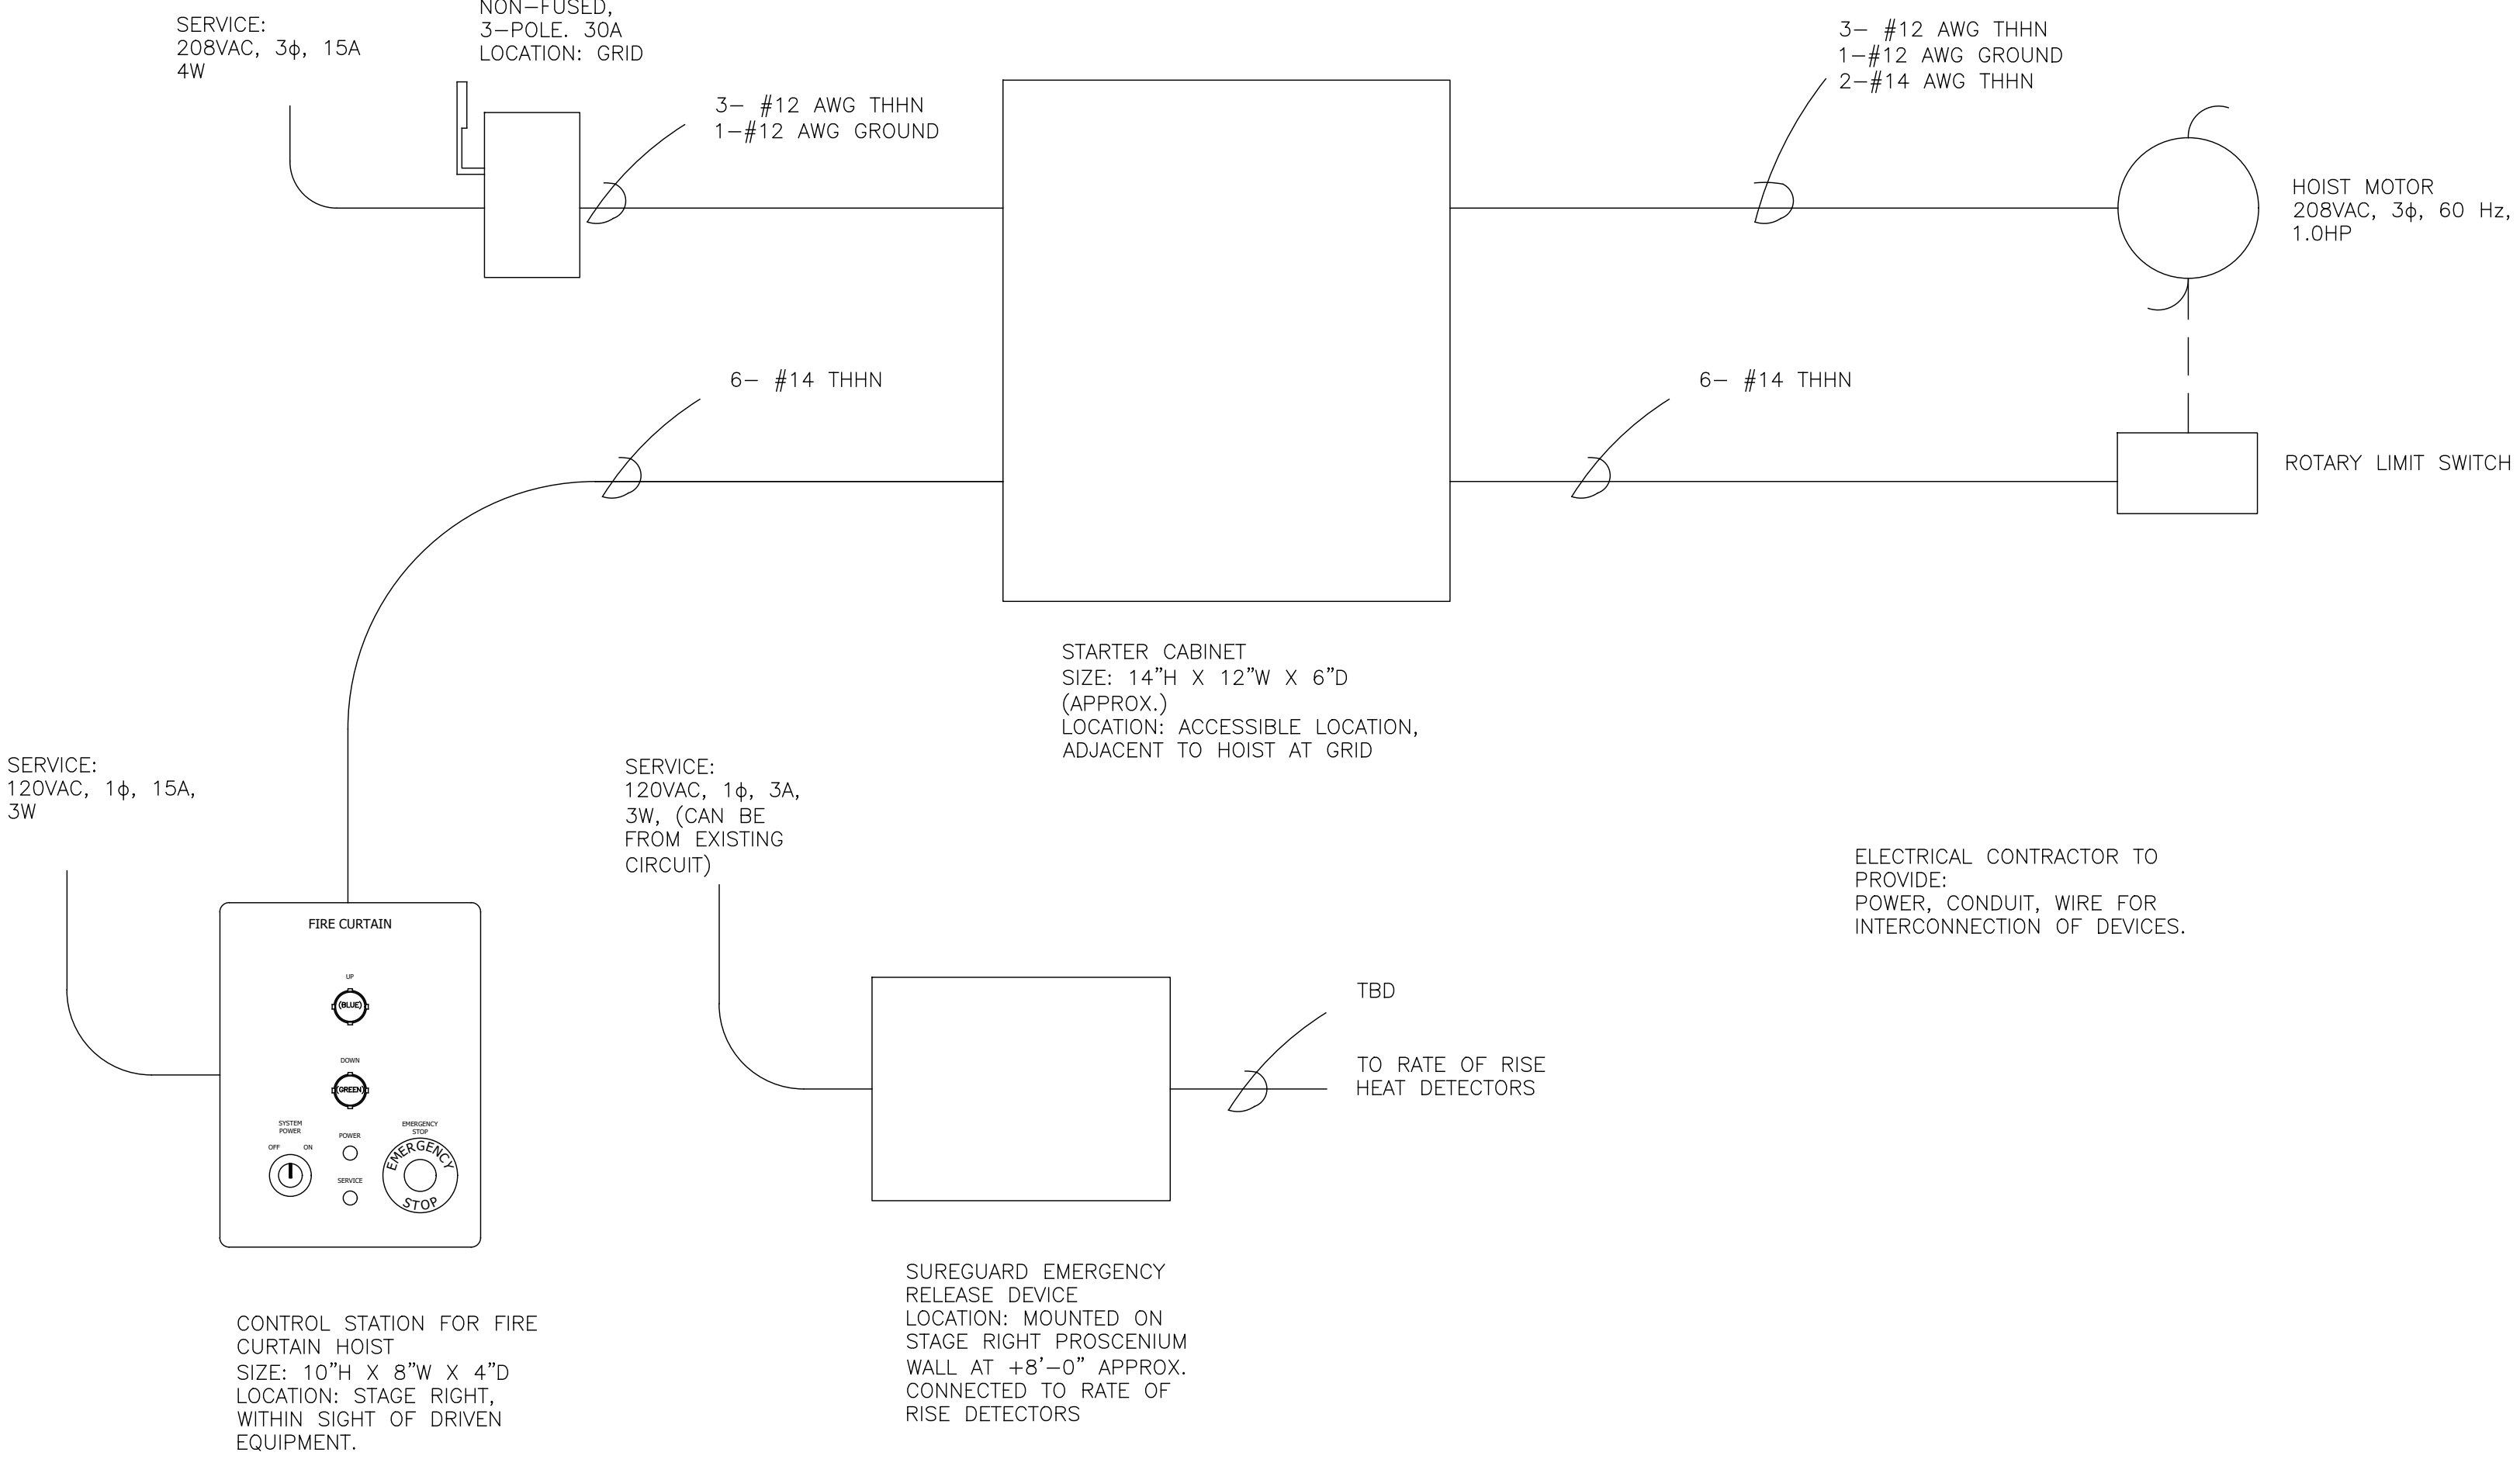 SERVICE:
208VAC, 3ϕ, 15A
4W
NON-FUSED,
3-POLE. 30A
LOCATION: GRID
3- #12 AWG THHN
1-#12 AWG GROUND
3- #12 AWG THHN
1-#12 AWG GROUND
2-#14 AWG THHN
HOIST MOTOR
208VAC, 3ϕ, 60 Hz,
1.0HP
6- #14 THHN
6- #14 THHN
ROTARY LIMIT SWITCH
STARTER CABINET
SIZE: 14"H X 12"W X 6"D
(APPROX.)
LOCATION: ACCESSIBLE LOCATION,
ADJACENT TO HOIST AT GRID
SERVICE:
120VAC, 1ϕ, 15A,
3W
SERVICE:
120VAC, 1ϕ, 3A,
3W, (CAN BE
FROM EXISTING
CIRCUIT)
ELECTRICAL CONTRACTOR TO
PROVIDE:
POWER, CONDUIT, WIRE FOR
INTERCONNECTION OF DEVICES.
FIRE CURTAIN
UP
(BLUE)
DOWN
(GREEN)
SYSTEM
POWER
OFF ON
POWER
SERVICE
EMERGENCY
STOP
EMERGENCY
STOP
TBD
TO RATE OF RISE
HEAT DETECTORS
SUREGUARD EMERGENCY
RELEASE DEVICE
LOCATION: MOUNTED ON
STAGE RIGHT PROSCENIUM
WALL AT +8'-0" APPROX.
CONNECTED TO RATE OF
RISE DETECTORS
CONTROL STATION FOR FIRE
CURTAIN HOIST
SIZE: 10"H X 8"W X 4"D
LOCATION: STAGE RIGHT,
WITHIN SIGHT OF DRIVEN
EQUIPMENT.